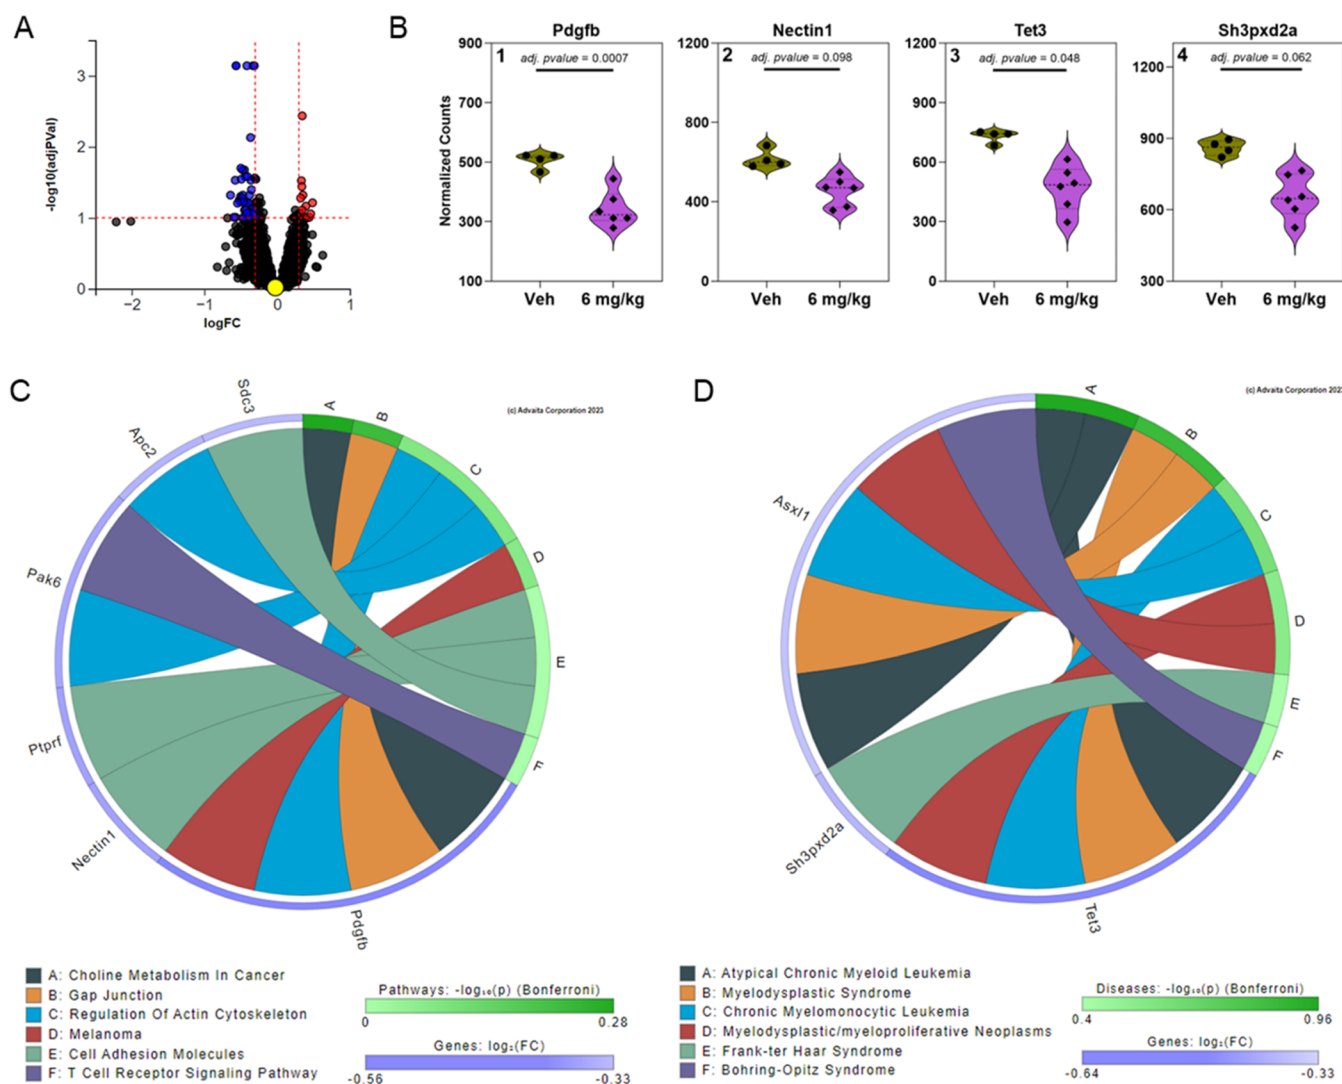 A
-log10(adjPVal)
3
2
1
0
−2
−1
0
1
logFC
B
Normalized Counts
Pdgfb
1
adj. pvalue = 0.0007
900
700
500
300
100
Veh
6 mg/kg
Nectin1
2
adj. pvalue = 0.098
1200
800
400
0
Veh
6 mg/kg
Tet3
3
adj. pvalue = 0.048
1200
900
600
300
0
Veh
6 mg/kg
Sh3pxd2a
4
adj. pvalue = 0.062
1200
900
600
300
Veh
6 mg/kg
C
(c) Advaita Corporation 2023
A
B
C
D
E
F
Pdgfb
Nectin1
Ptprf
Pak6
Apc2
Sdc3
A: Choline Metabolism In Cancer
B: Gap Junction
C: Regulation Of Actin Cytoskeleton
D: Melanoma
E: Cell Adhesion Molecules
F: T Cell Receptor Signaling Pathway
Pathways: -log₁₀(p) (Bonferroni)
0
0.28
Genes: log₂(FC)
-0.56
-0.33
D
(c) Advaita Corporation 2023
A
B
C
D
E
F
Tet3
Sh3pxd2a
Asxl1
A: Atypical Chronic Myeloid Leukemia
B: Myelodysplastic Syndrome
C: Chronic Myelomonocytic Leukemia
D: Myelodysplastic/myeloproliferative Neoplasms
E: Frank-ter Haar Syndrome
F: Bohring-Opitz Syndrome
Diseases: -log₁₀(p) (Bonferroni)
0.4
0.96
Genes: log₂(FC)
-0.64
-0.33